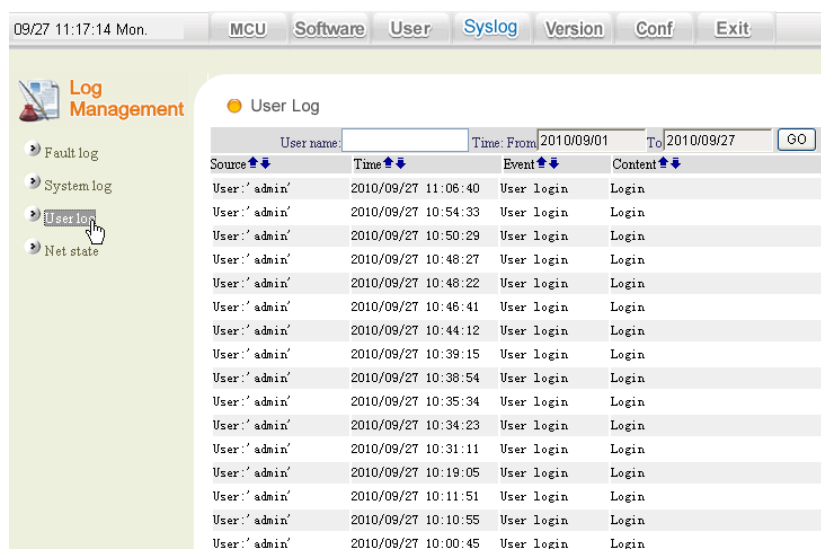 09/27 11:17:14 Mon. MCU Software User Syslog Version Conf Exit
Log
Management
Fault log
System log
User log
Net state
User Log
User name: Time: From 2010/09/01 To 2010/09/27 GO
Source Time Event Content
User:'admin' 2010/09/27 11:06:40 User login Login
User:'admin' 2010/09/27 10:54:33 User login Login
User:'admin' 2010/09/27 10:50:29 User login Login
User:'admin' 2010/09/27 10:48:27 User login Login
User:'admin' 2010/09/27 10:48:22 User login Login
User:'admin' 2010/09/27 10:46:41 User login Login
User:'admin' 2010/09/27 10:44:12 User login Login
User:'admin' 2010/09/27 10:39:15 User login Login
User:'admin' 2010/09/27 10:38:54 User login Login
User:'admin' 2010/09/27 10:35:34 User login Login
User:'admin' 2010/09/27 10:34:23 User login Login
User:'admin' 2010/09/27 10:31:11 User login Login
User:'admin' 2010/09/27 10:19:05 User login Login
User:'admin' 2010/09/27 10:11:51 User login Login
User:'admin' 2010/09/27 10:10:55 User login Login
User:'admin' 2010/09/27 10:00:45 User login Login